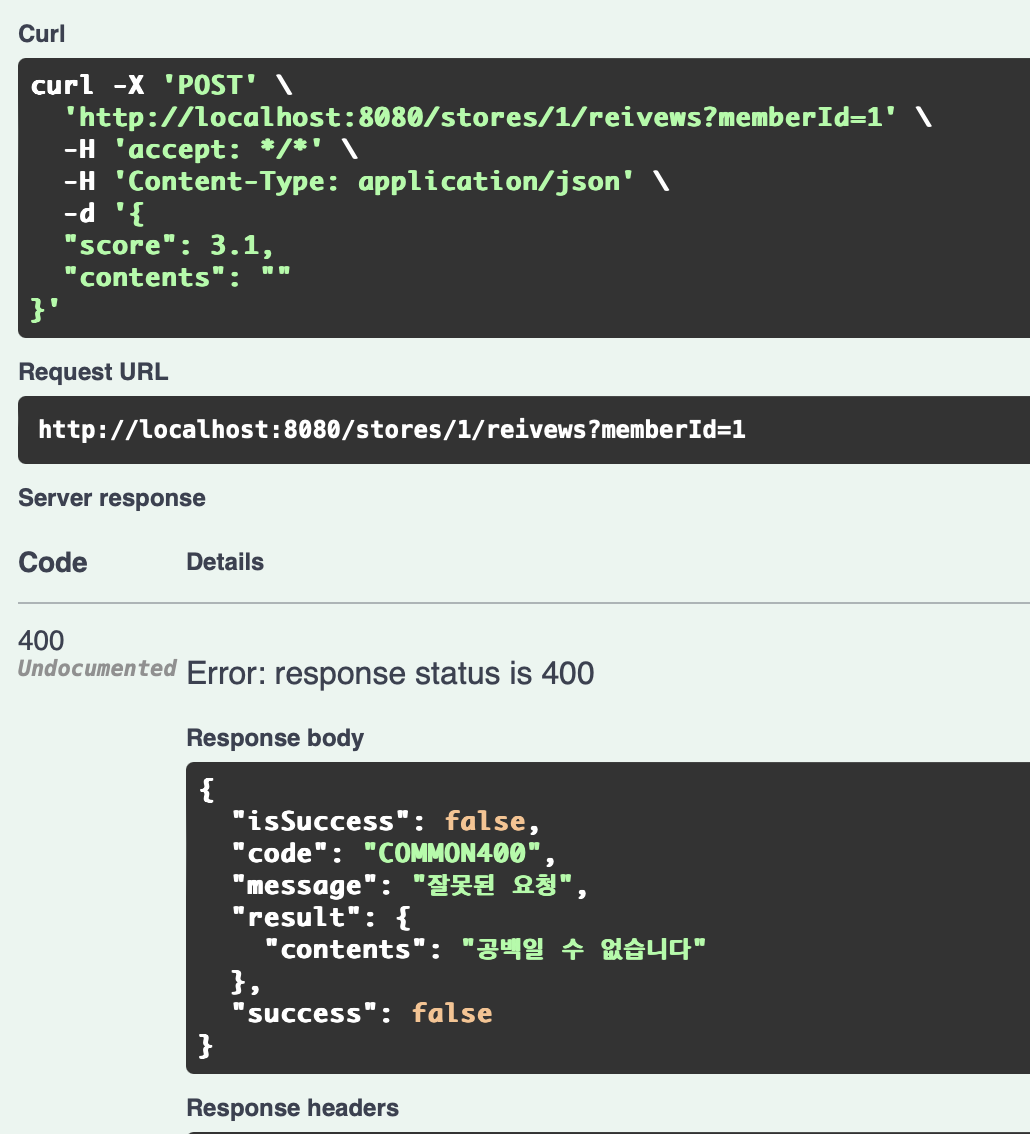 Curl
curl -X 'POST' \
'http://localhost:8080/stores/1/reivews?memberId=1' \
-H 'accept: */*' \
-H 'Content-Type: application/json' \
-d '{
"score": 3.1,
"contents": ""
}'
Request URL
http://localhost:8080/stores/1/reivews?memberId=1
Server response
Code Details
400
Undocumented Error: response status is 400
Response body
{
"isSuccess": false,
"code": "COMMON400",
"message": "잘못된 요청",
"result": {
"contents": "공백일 수 없습니다"
},
"success": false
}
Response headers